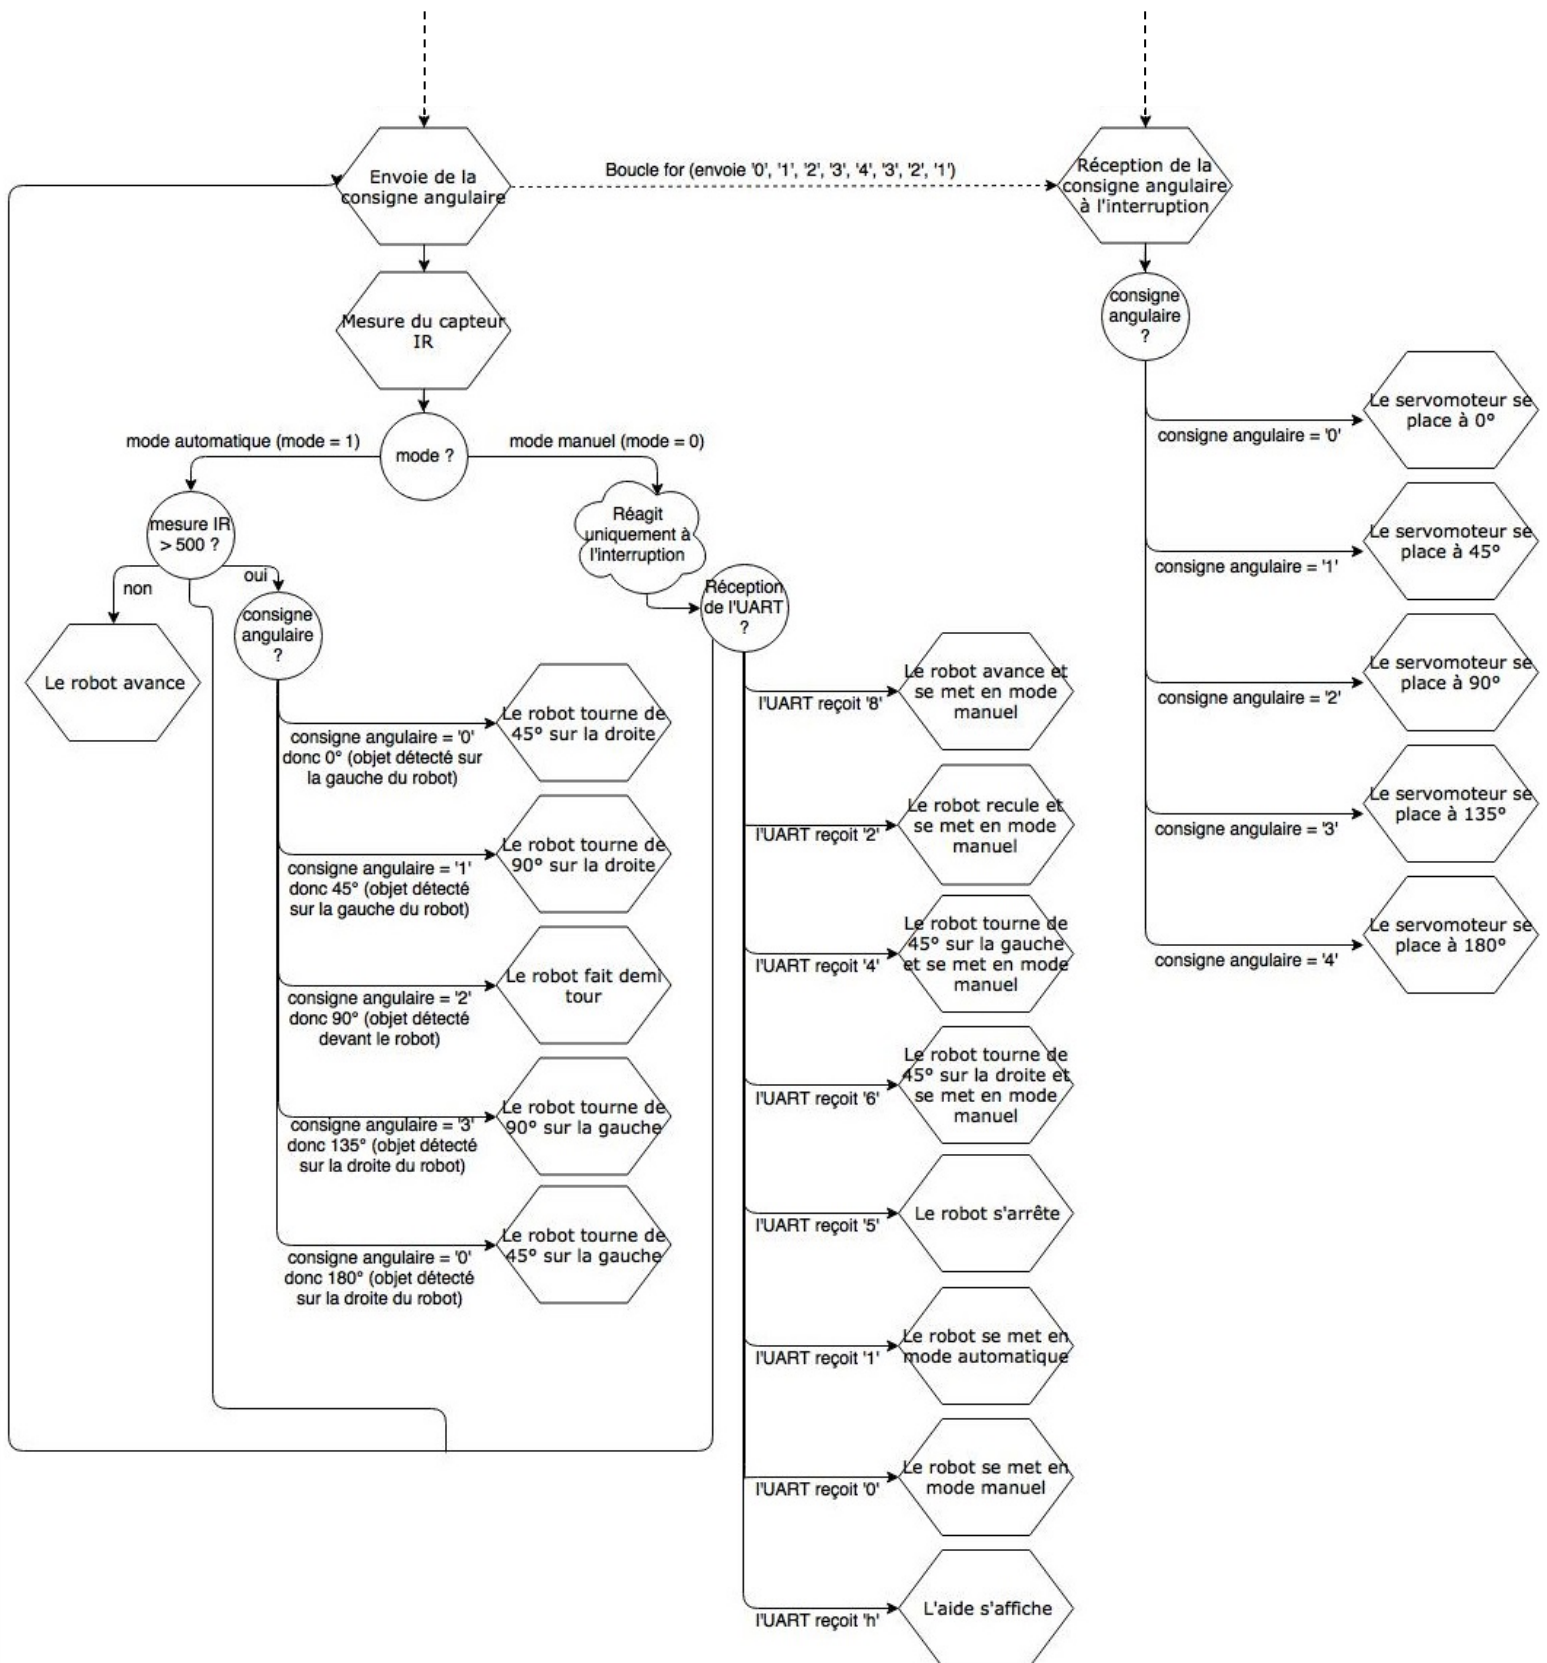 Envoie de la
consigne angulaire
Boucle for (envoie '0', '1', '2', '3', '4', '3', '2', '1')
Réception de la
consigne angulaire
à l'interruption
Mesure du capteur
IR
consigne
angulaire
?
mode automatique (mode = 1)
mode ?
mode manuel (mode = 0)
mesure IR
> 500 ?
non
oui
Le robot avance
consigne
angulaire
?
Réagit
uniquement à
l'interruption
Réception
de l'UART
?
consigne angulaire = '0'
donc 0° (objet détecté sur
la gauche du robot)
Le robot tourne de
45° sur la droite
consigne angulaire = '1'
donc 45° (objet détecté
sur la gauche du robot)
Le robot tourne de
90° sur la droite
consigne angulaire = '2'
donc 90° (objet détecté
devant le robot)
Le robot fait demi
tour
consigne angulaire = '3'
donc 135° (objet détecté
sur la droite du robot)
Le robot tourne de
90° sur la gauche
consigne angulaire = '0'
donc 180° (objet détecté
sur la droite du robot)
Le robot tourne de
45° sur la gauche
l'UART reçoit '8'
Le robot avance et
se met en mode
manuel
l'UART reçoit '2'
Le robot recule et
se met en mode
manuel
l'UART reçoit '4'
Le robot tourne de
45° sur la gauche
et se met en mode
manuel
l'UART reçoit '6'
Le robot tourne de
45° sur la droite et
se met en mode
manuel
l'UART reçoit '5'
Le robot s'arrête
l'UART reçoit '1'
Le robot se met en
mode automatique
l'UART reçoit '0'
Le robot se met en
mode manuel
l'UART reçoit 'h'
L'aide s'affiche
consigne angulaire = '0'
Le servomoteur se
place à 0°
consigne angulaire = '1'
Le servomoteur se
place à 45°
consigne angulaire = '2'
Le servomoteur se
place à 90°
consigne angulaire = '3'
Le servomoteur se
place à 135°
consigne angulaire = '4'
Le servomoteur se
place à 180°